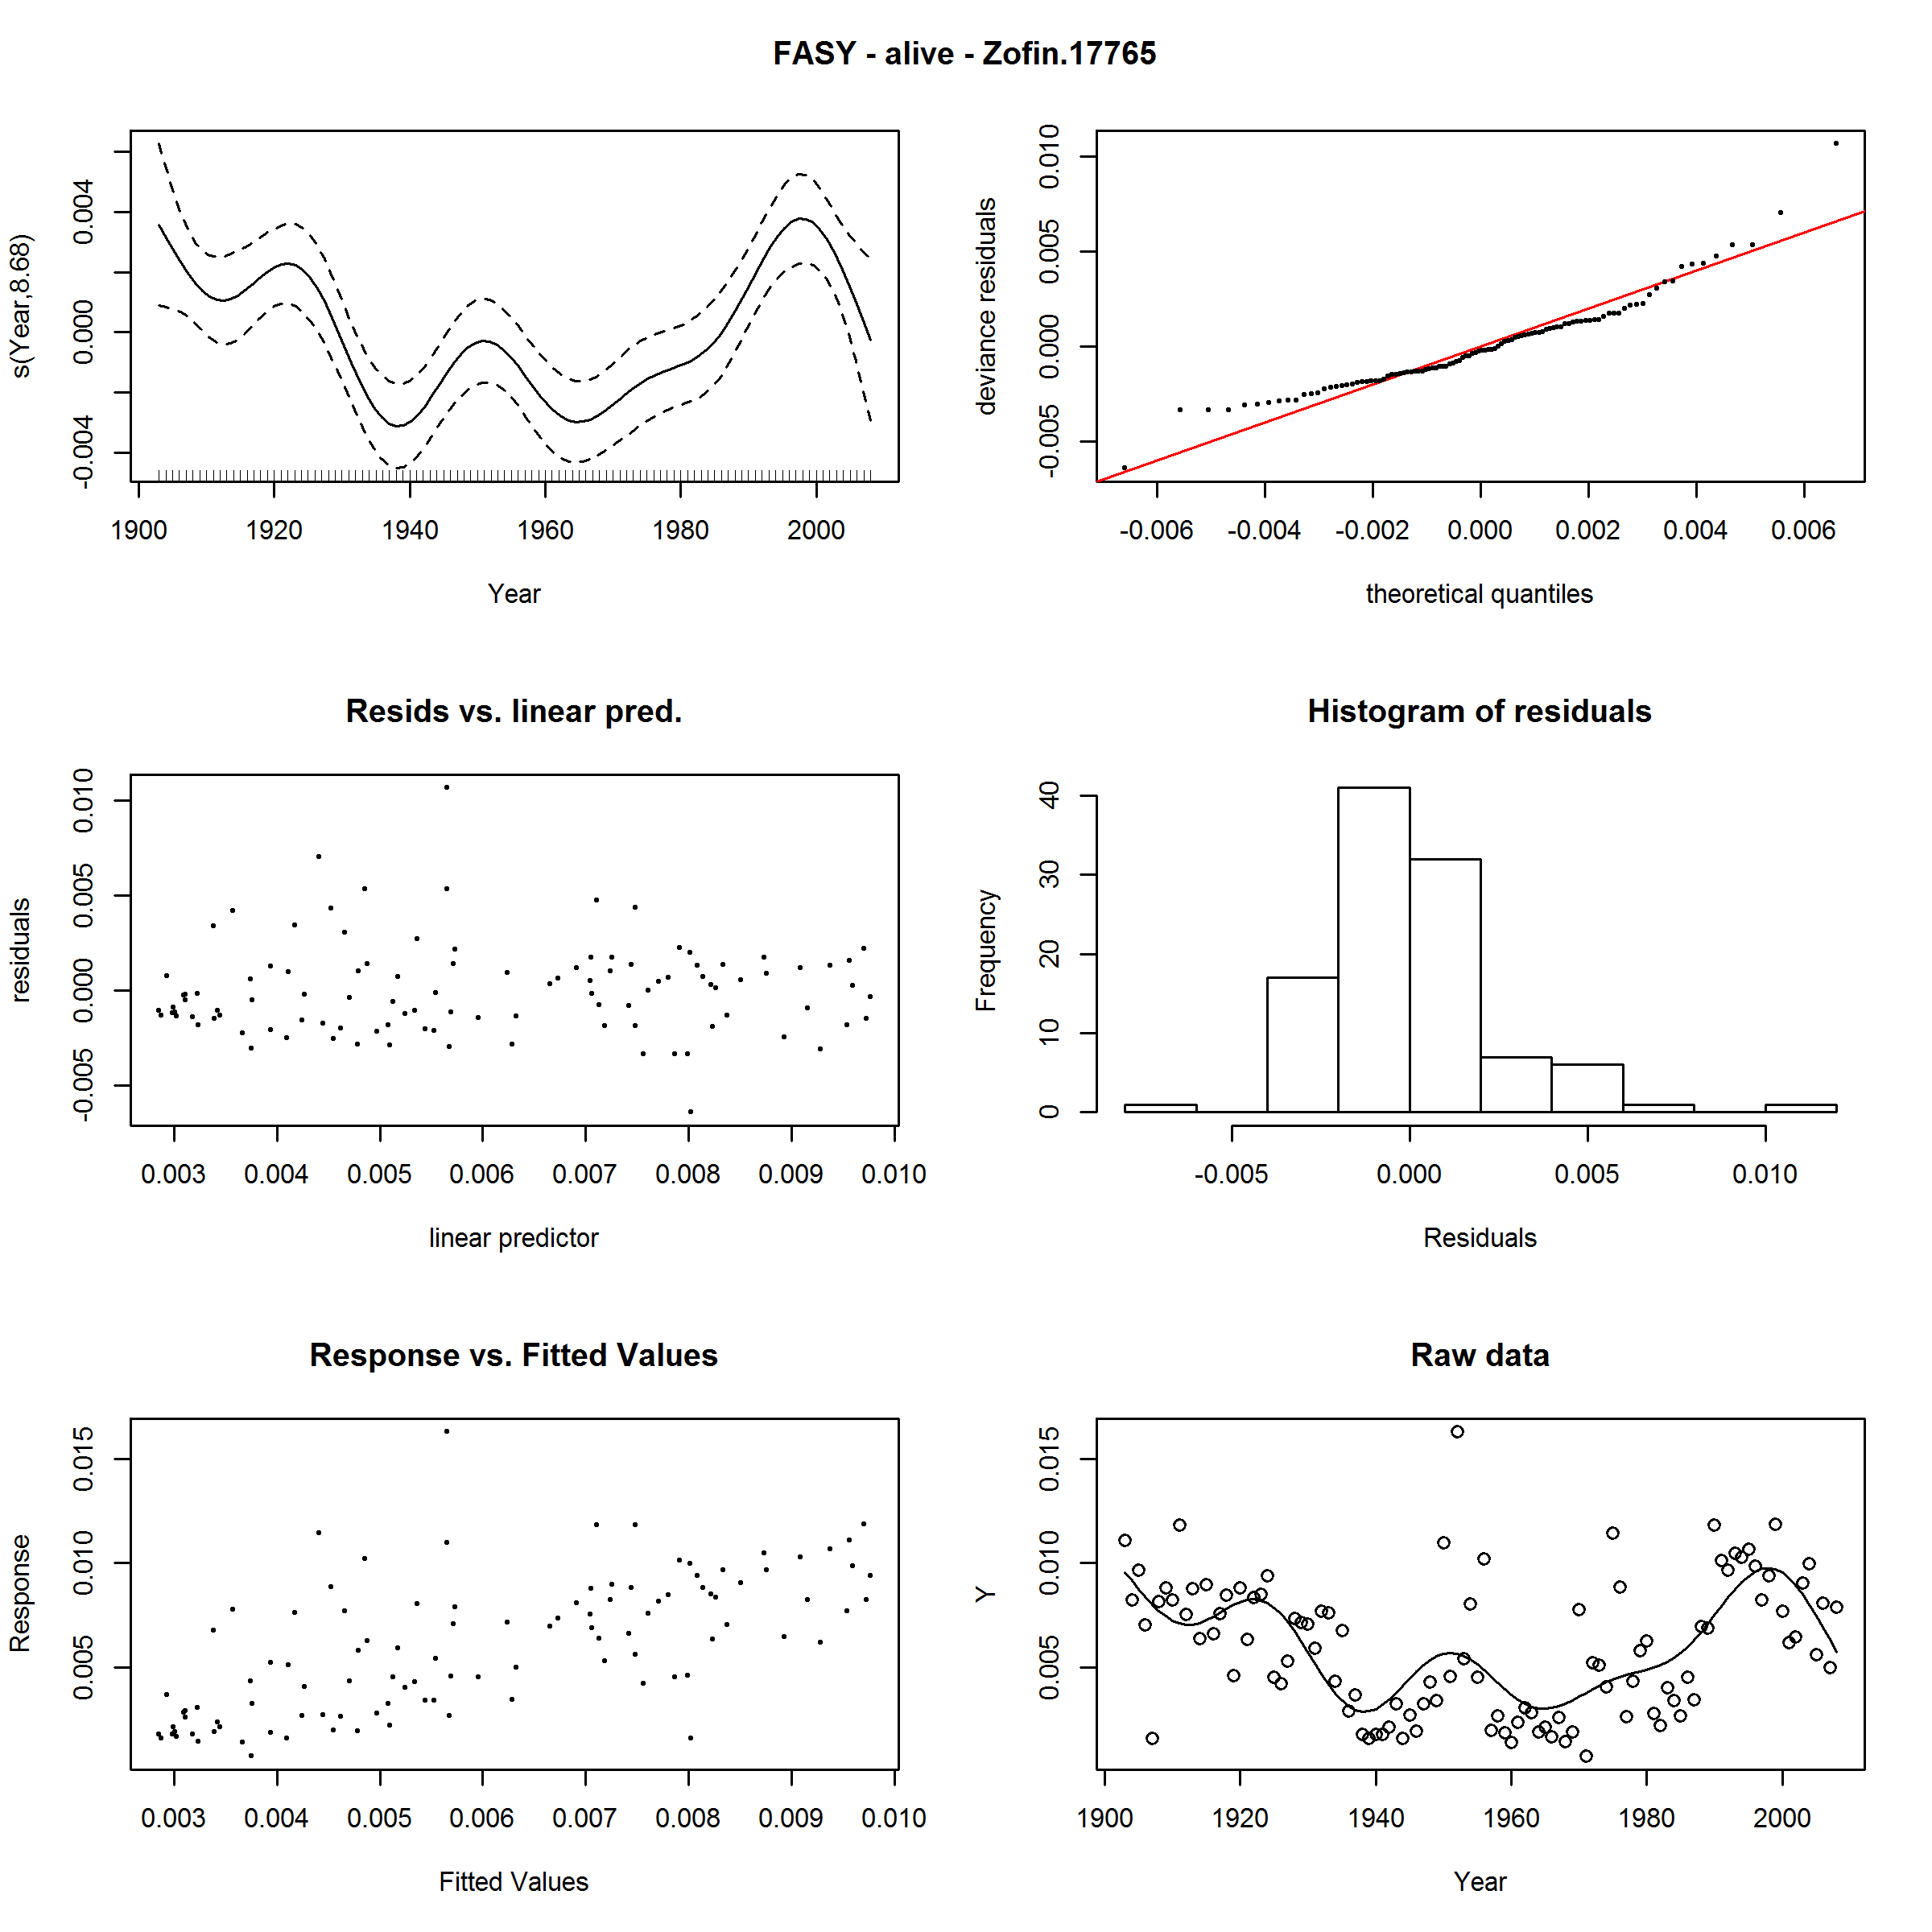 FASY - alive - Zofin.17765
s(Year,8.68)
-0.004 0.000 0.004
1900 1920 1940 1960 1980 2000
Year
deviance residuals
-0.005 0.000 0.005 0.010
-0.006 -0.004 -0.002 0.000 0.002 0.004 0.006
theoretical quantiles
Resids vs. linear pred.
residuals
-0.005 0.000 0.005 0.010
0.003 0.004 0.005 0.006 0.007 0.008 0.009 0.010
linear predictor
Histogram of residuals
Frequency
0 10 20 30 40
-0.005 0.000 0.005 0.010
Residuals
Response vs. Fitted Values
Response
0.005 0.010 0.015
0.003 0.004 0.005 0.006 0.007 0.008 0.009 0.010
Fitted Values
Raw data
Y
0.005 0.010 0.015
1900 1920 1940 1960 1980 2000
Year